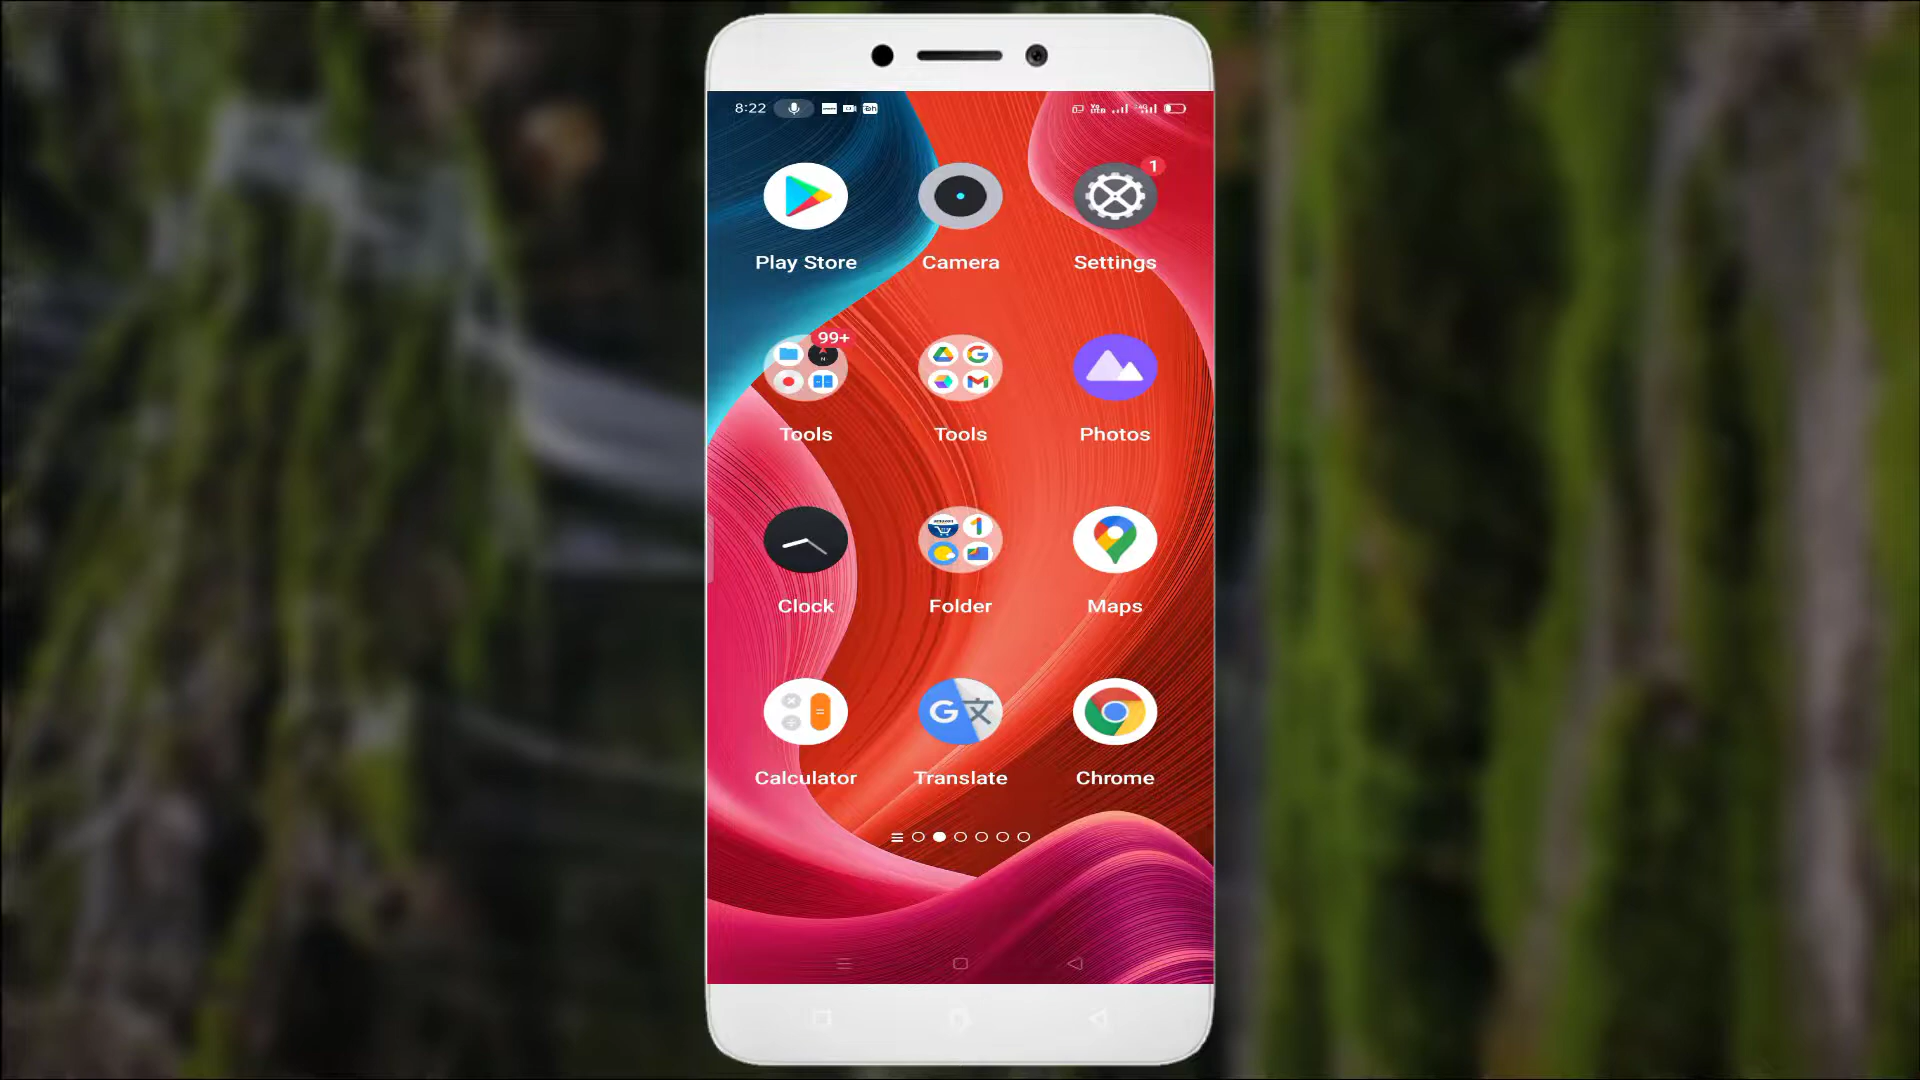 8:22
Play Store
Camera
1
Settings
99+
Tools
Tools
Photos
Clock
Folder
Maps
Calculator
Translate
Chrome